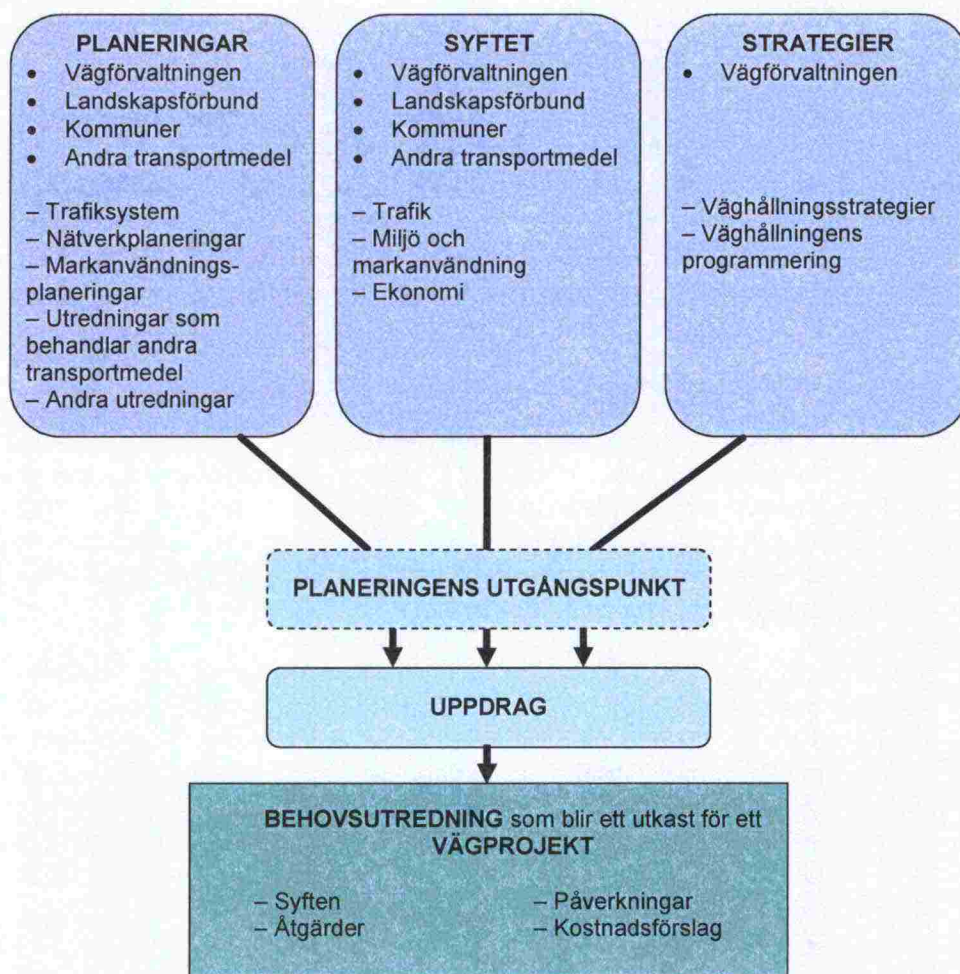 PLANERINGAR
• Vägförvaltningen
• Landskapsförbund
• Kommuner
• Andra transportmedel
– Trafiksystem
– Nätverkplaneringar
– Markanvändnings-
planeringar
– Utredningar som
behandlar andra
transportmedel
– Andra utredningar
SYFTET
• Vägförvaltningen
• Landskapsförbund
• Kommuner
• Andra transportmedel
– Trafik
– Miljö och
markanvändning
– Ekonomi
STRATEGIER
• Vägförvaltningen
– Väghållningsstrategier
– Väghållningens
programmering
PLANERINGENS UTGÅNGSPUNKT
UPPDRAG
BEHOVSUTREDNING som blir ett utkast för ett
VÄGPROJEKT
– Syften
– Åtgärder
– Påverkningar
– Kostnadsförslag